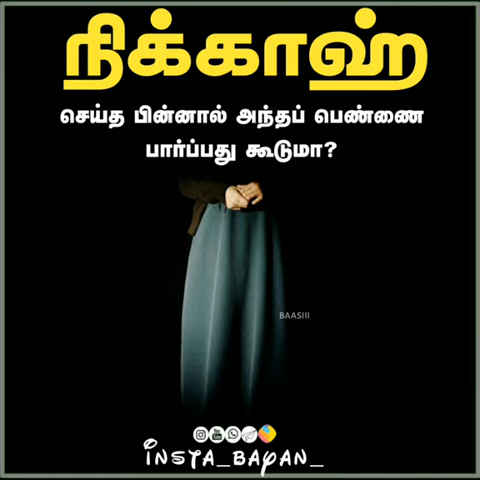 நிக்காஹ்
செய்த பின்னால் அந்தப் பெண்ணை
பார்ப்பது கூடுமா?
BAASIII
INSTA_BAYAN_